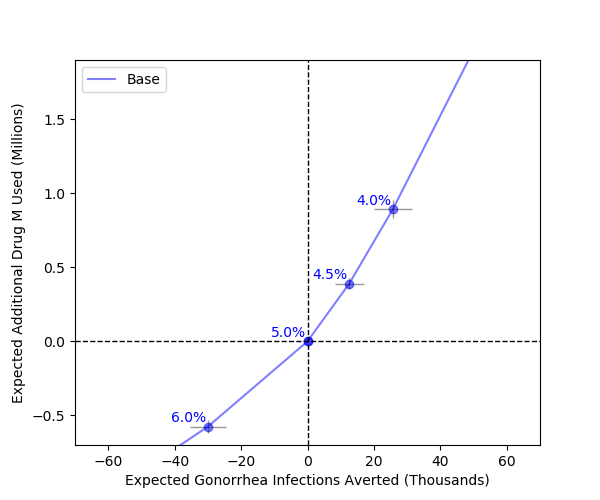 Base
Expected Additional Drug M Used (Millions)
1.5
1.0
0.5
0.0
−0.5
4.0%
4.5%
5.0%
6.0%
−60 −40 −20 0 20 40 60
Expected Gonorrhea Infections Averted (Thousands)